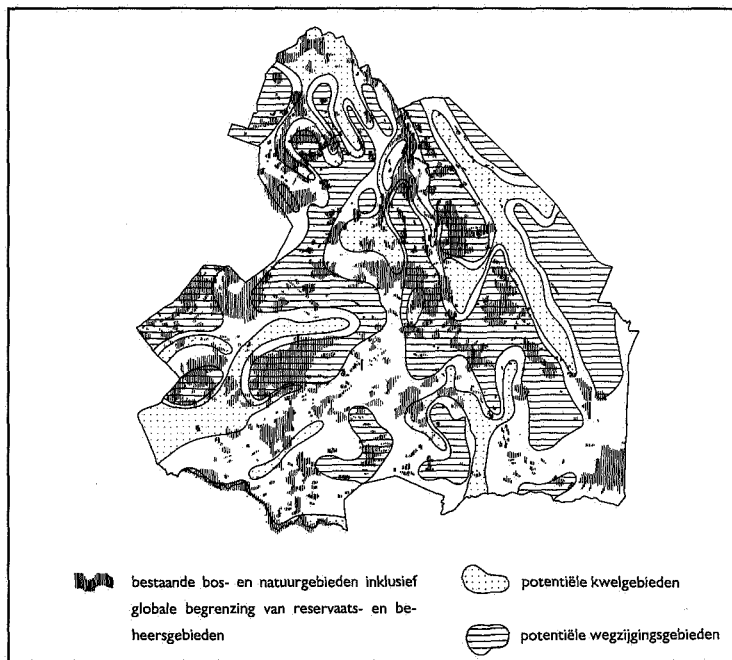 bestaande bos- en natuurgebieden inklusief
globale begrenzing van reservaats- en be-
heersgebieden
potentiële kwelgebieden
potentiële wegzijgingsgebieden